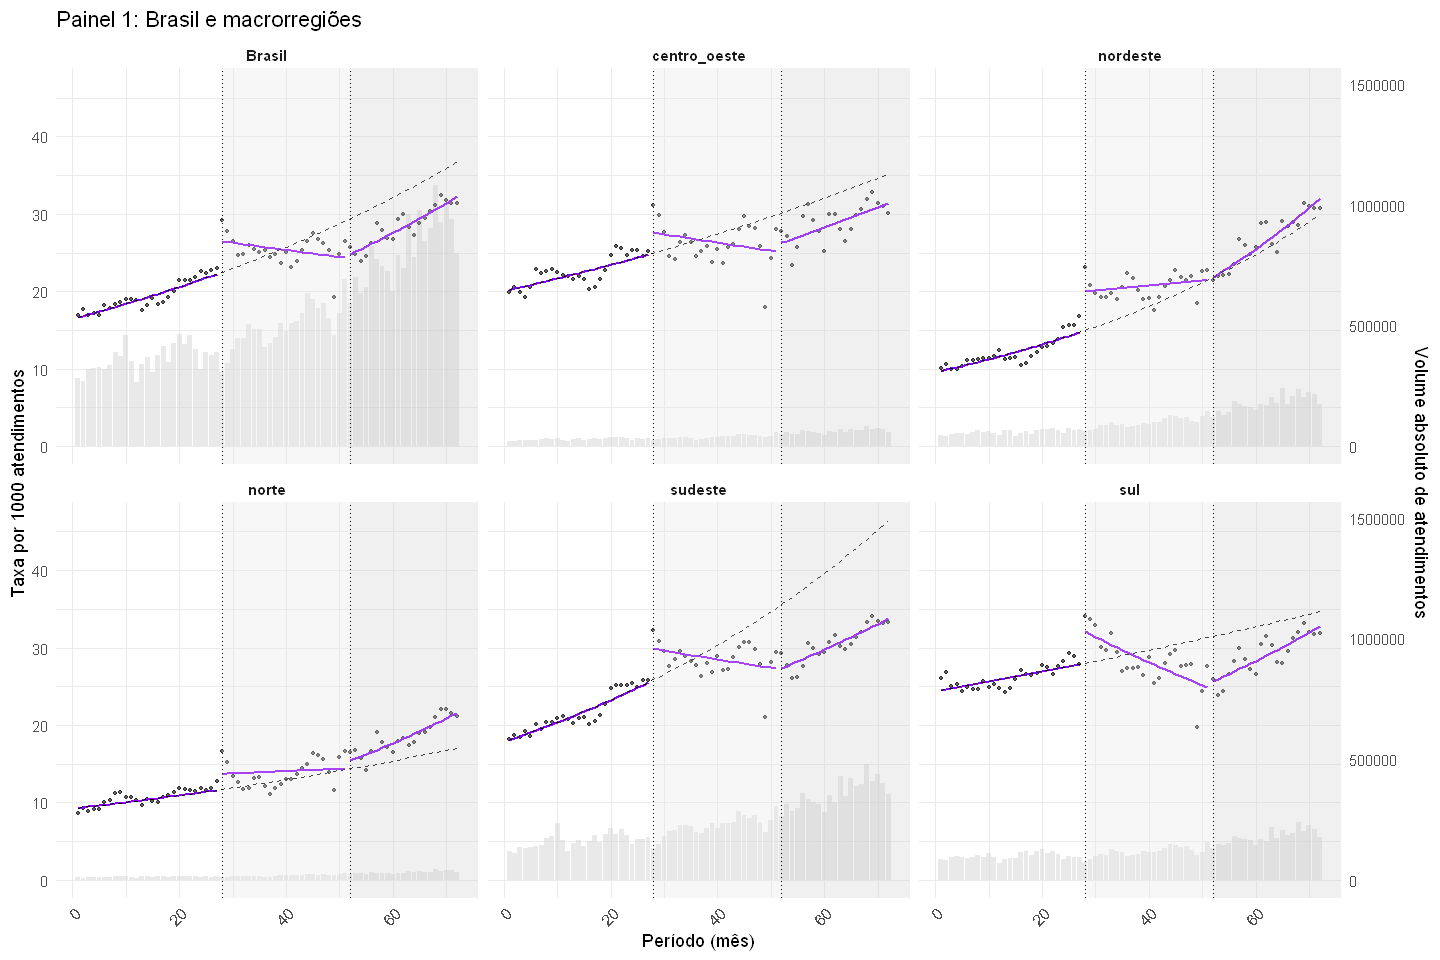 Painel 1: Brasil e macrorregiões
Brasil
centro_oeste
nordeste
40
30
20
10
0
1500000
1000000
500000
0
norte
sudeste
sul
40
30
20
10
0
1500000
1000000
500000
0
0 20 40 60
0 20 40 60
0 20 40 60
Período (mês)
Taxa por 1000 atendimentos
Volume absoluto de atendimentos